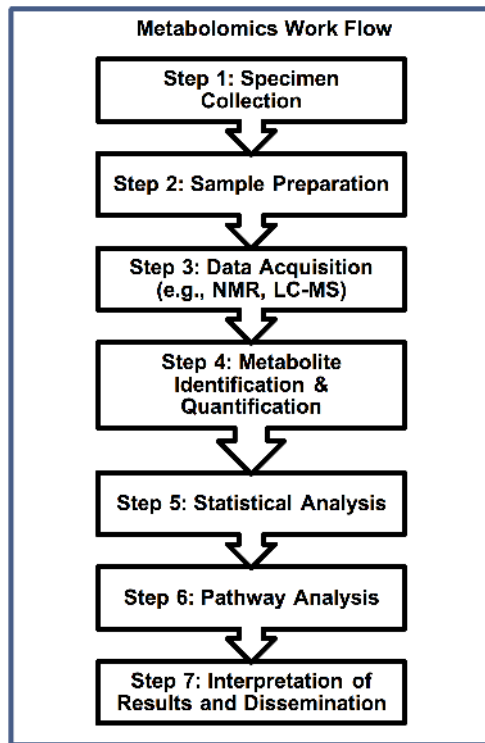 Metabolomics Work Flow
Step 1: Specimen
Collection
Step 2: Sample Preparation
Step 3: Data Acquisition
(e.g., NMR, LC-MS)
Step 4: Metabolite
Identification &
Quantification
Step 5: Statistical Analysis
Step 6: Pathway Analysis
Step 7: Interpretation of
Results and Dissemination